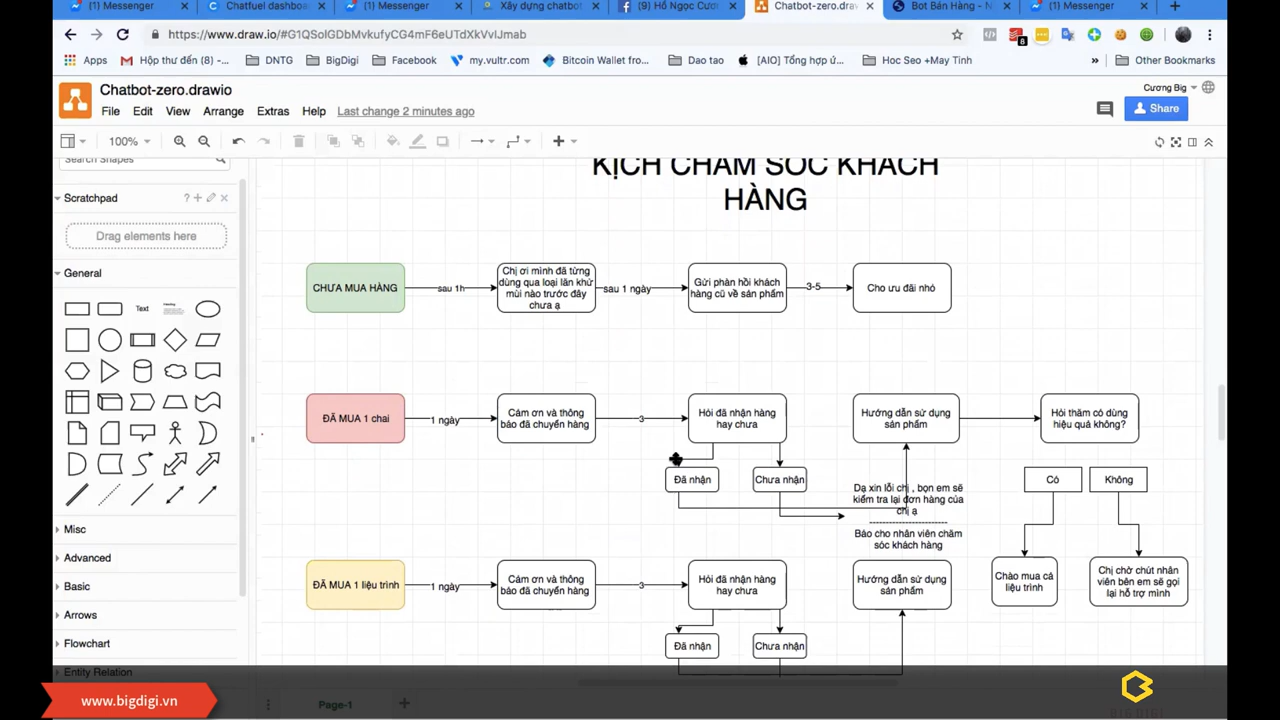 (1) Messenger
Chatfuel dashboa
(1) Messenger
Xây dựng chatbot
(9) Hồ Ngọc Cươn
Chatbot-zero.draw
Bot Bán Hàng - N
(1) Messenger
https://www.draw.io/#G1QSolGDbMvkufyCG4mF6eUTdXkVvIJmab
8
Apps
Hộp thư đến (8) -...
DNTG
BigDigi
Facebook
my.vultr.com
Bitcoin Wallet fro...
Dao tao
[AIO] Tổng hợp ứ...
Hoc Seo +May Tinh
»
Other Bookmarks
Chatbot-zero.drawio
Cương Big
File Edit View Arrange Extras Help Last change 2 minutes ago
Share
100%
Search Shapes
Scratchpad
Drag elements here
General
Text
Misc
Advanced
Basic
Arrows
Flowchart
Entity Relation
KỊCH CHĂM SÓC KHÁCH
HÀNG
CHƯA MUA HÀNG
sau 1h
Chị ơi mình đã từng
dùng qua loại lăn khử
mùi nào trước đây
chưa ạ
sau 1 ngày
Gửi phản hồi khách
hàng cũ về sản phẩm
3-5
Cho ưu đãi nhỏ
ĐÃ MUA 1 chai
1 ngày
Cảm ơn và thông
báo đã chuyển hàng
3
Hỏi đã nhận hàng
hay chưa
Hướng dẫn sử dụng
sản phẩm
Hỏi thăm có dùng
hiệu quả không?
Đã nhận
Chưa nhận
Dạ xin lỗi chị , bọn em sẽ
kiểm tra lại đơn hàng của
chị ạ
-----------------------
Báo cho nhân viên chăm
sóc khách hàng
Có
Không
Chào mua cả
liệu trình
Chị chờ chút nhân
viên bên em sẽ gọi
lại hỗ trợ mình
ĐÃ MUA 1 liệu trình
1 ngày
Cảm ơn và thông
báo đã chuyển hàng
3
Hỏi đã nhận hàng
hay chưa
Hướng dẫn sử dụng
sản phẩm
Đã nhận
Chưa nhận
www.bigdigi.vn
Page-1
BIG DIGI